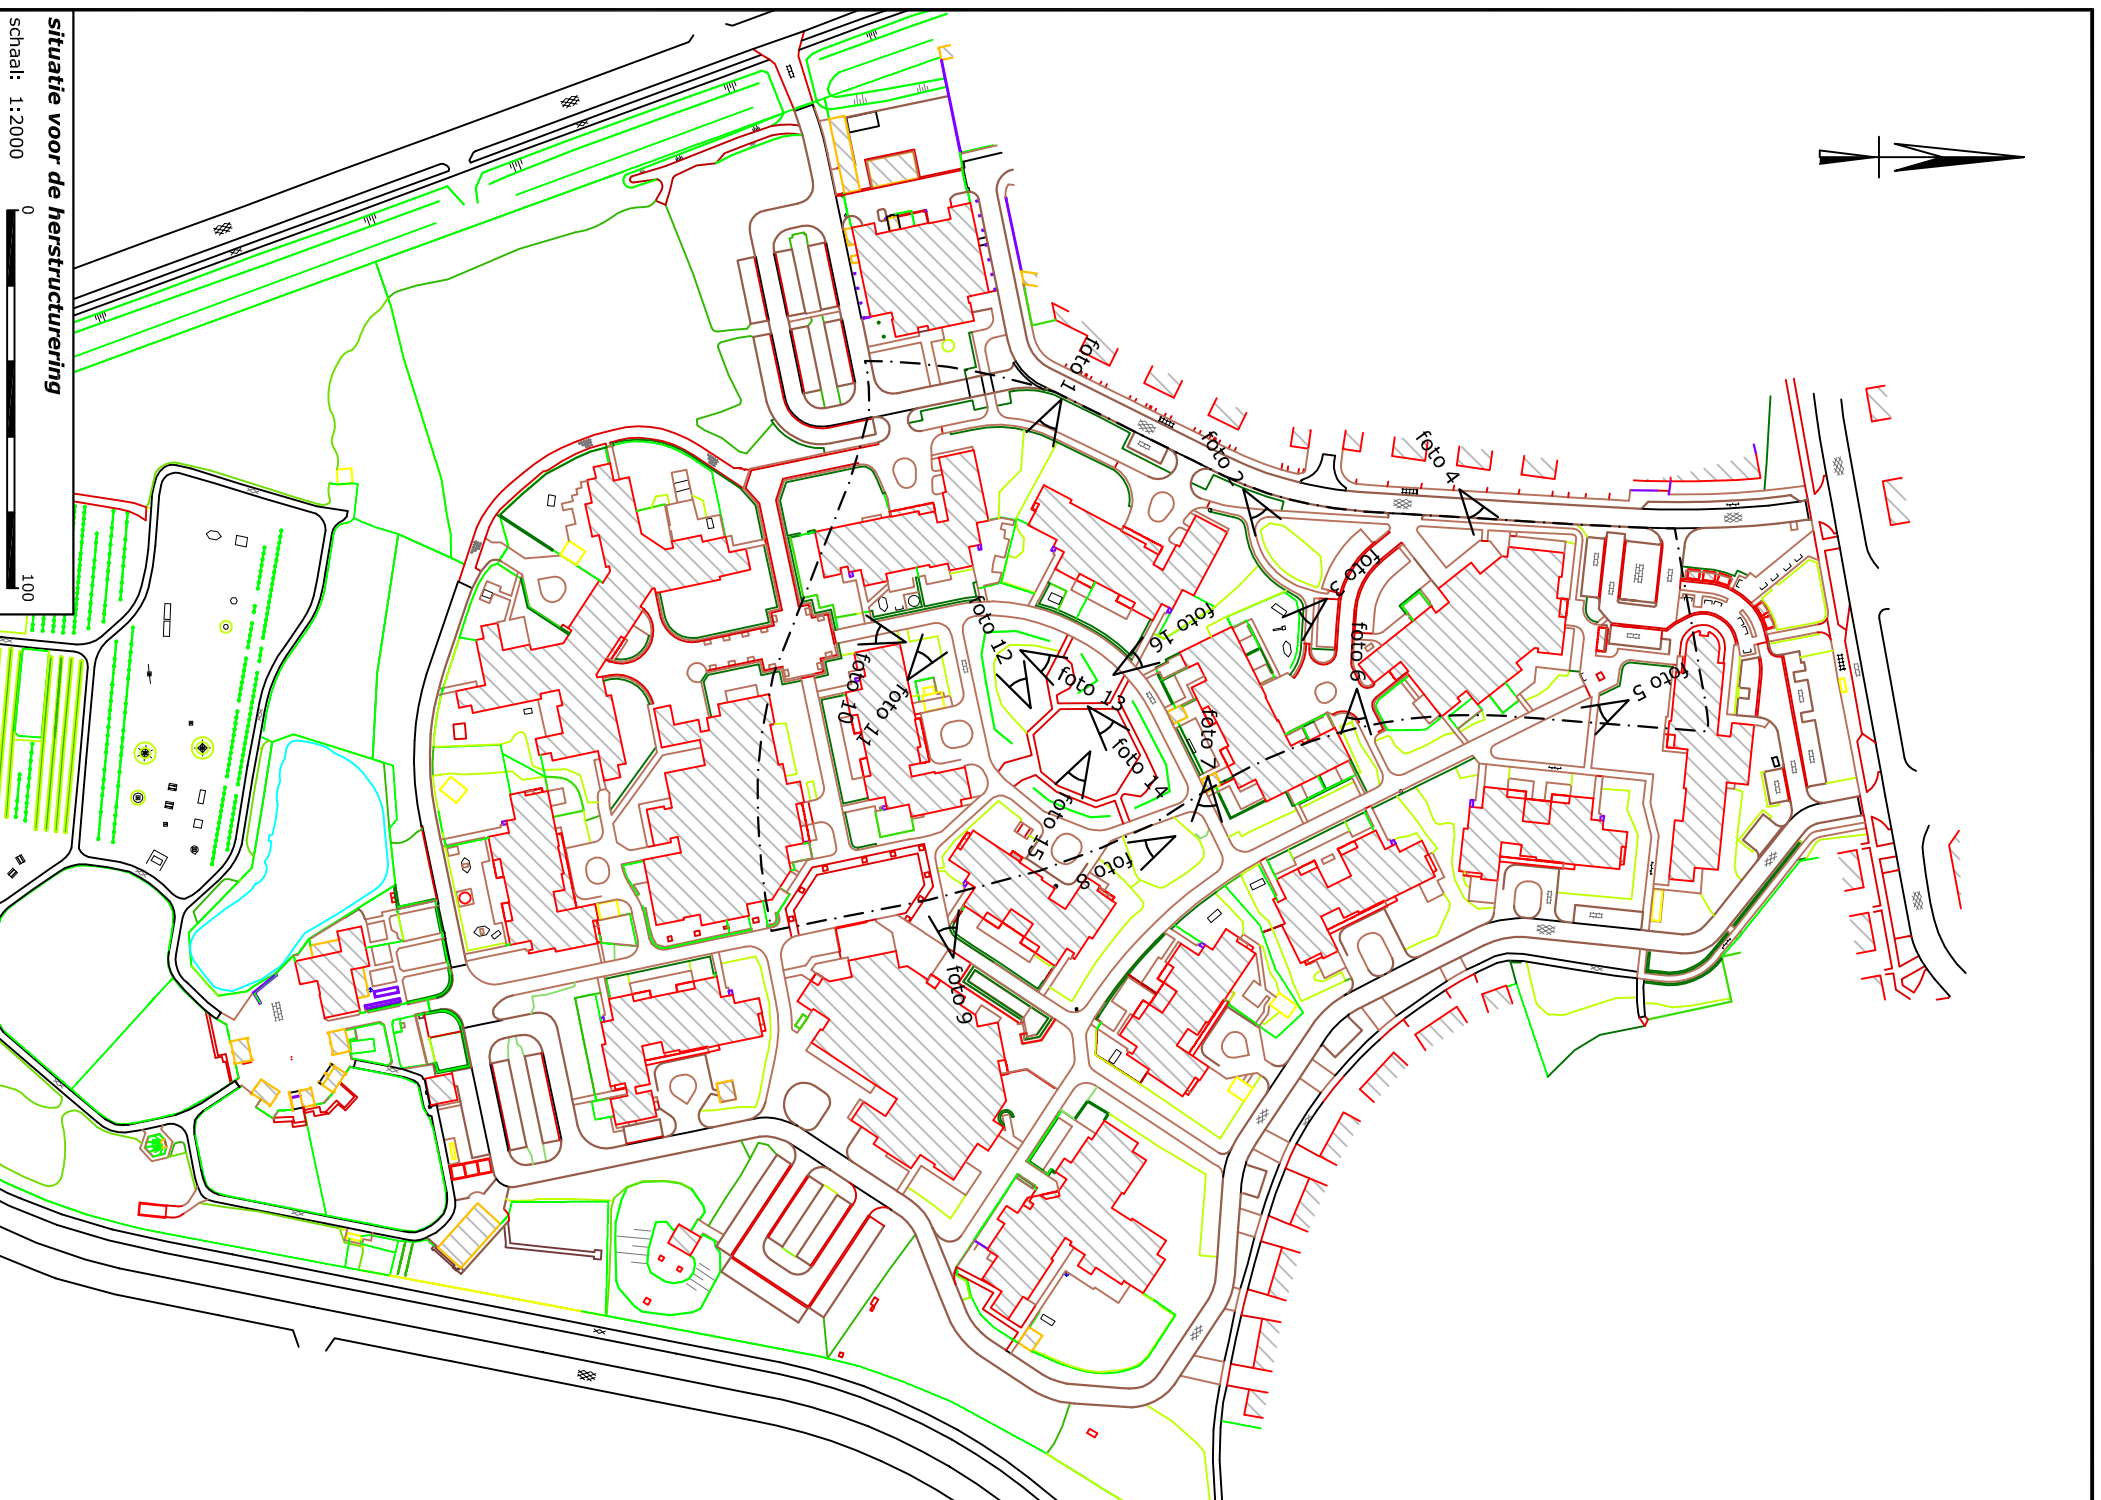 situatie voor de herstructurering
schaal: 1:2000
0
100
foto 1
foto 2
foto 4
foto 3
foto 16
foto 6
foto 5
foto 12
foto 13
foto 10
foto 11
foto 7
foto 14
foto 15
foto 8
foto 9